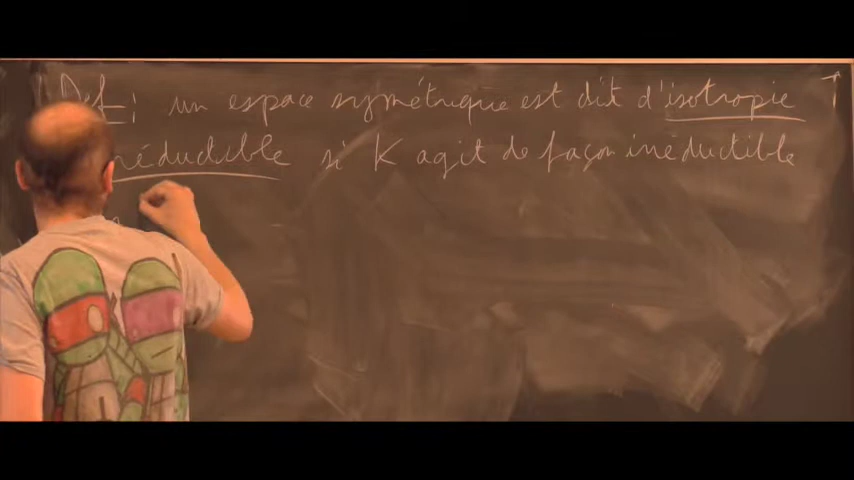 Def: un espace symétrique est dit d'isotropie
irréductible si K agit de façon irréductible